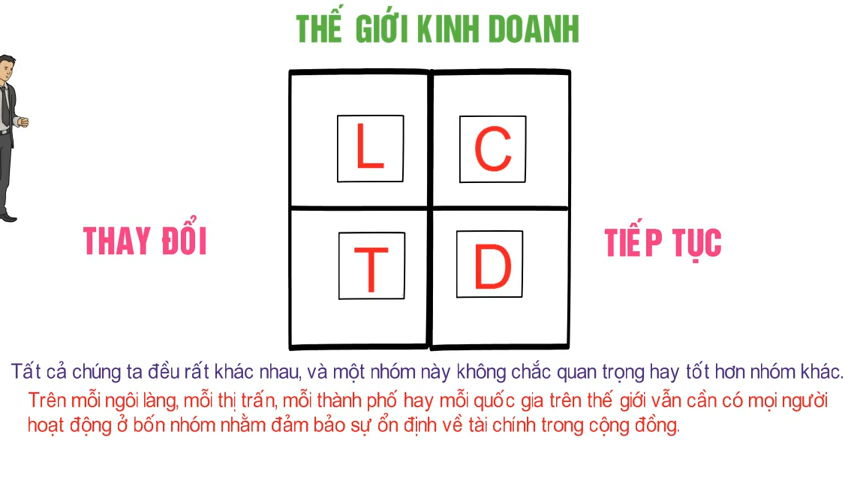 THẾ GIỚI KINH DOANH
L
C
THAY ĐỔI
TIẾP TỤC
T
D
Tất cả chúng ta đều rất khác nhau, và một nhóm này không chắc quan trọng hay tốt hơn nhóm khác.
Trên mỗi ngôi làng, mỗi thị trấn, mỗi thành phố hay mỗi quốc gia trên thế giới vẫn cần có mọi người
hoạt động ở bốn nhóm nhằm đảm bảo sự ổn định về tài chính trong cộng đồng.